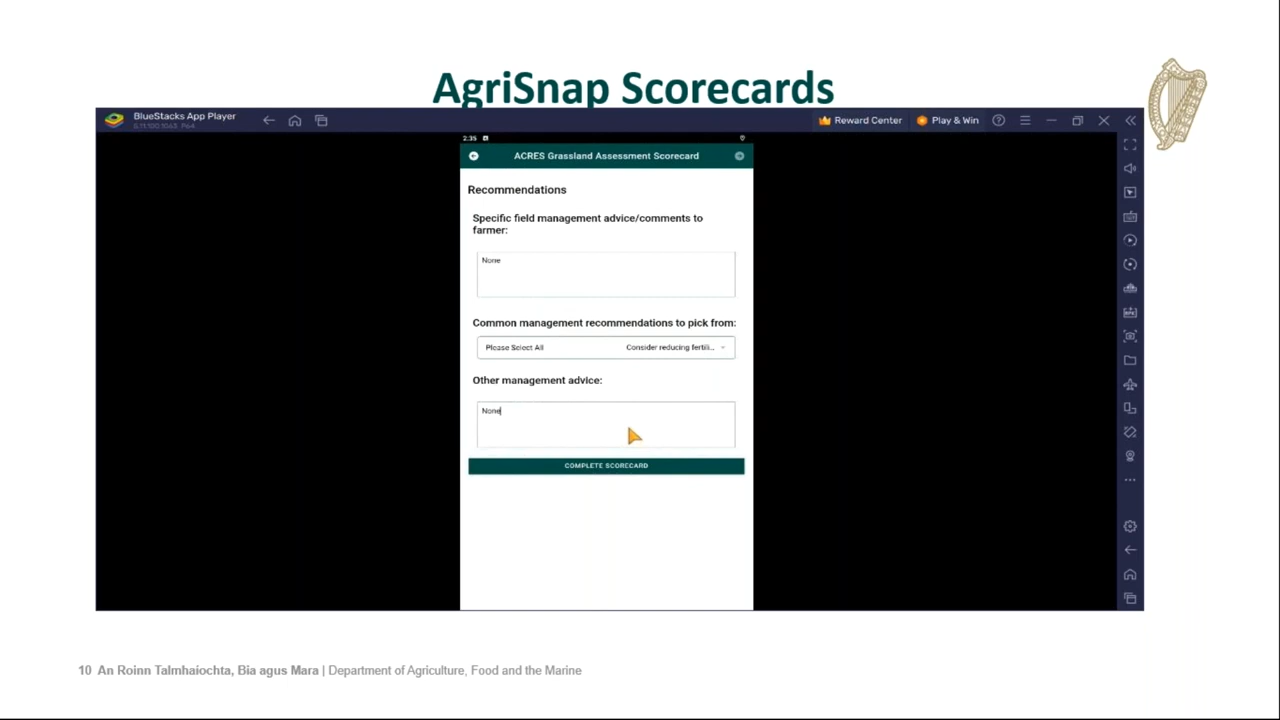 AgriSnap Scorecards
BlueStacks App Player
Reward Center
Play & Win
2:35
ACRES Grassland Assessment Scorecard
Recommendations
Specific field management advice/comments to
farmer:
None
Common management recommendations to pick from:
Please Select All
Consider reducing fertili...
Other management advice:
None
COMPLETE SCORECARD
10 An Roinn Talmhaíochta, Bia agus Mara | Department of Agriculture, Food and the Marine